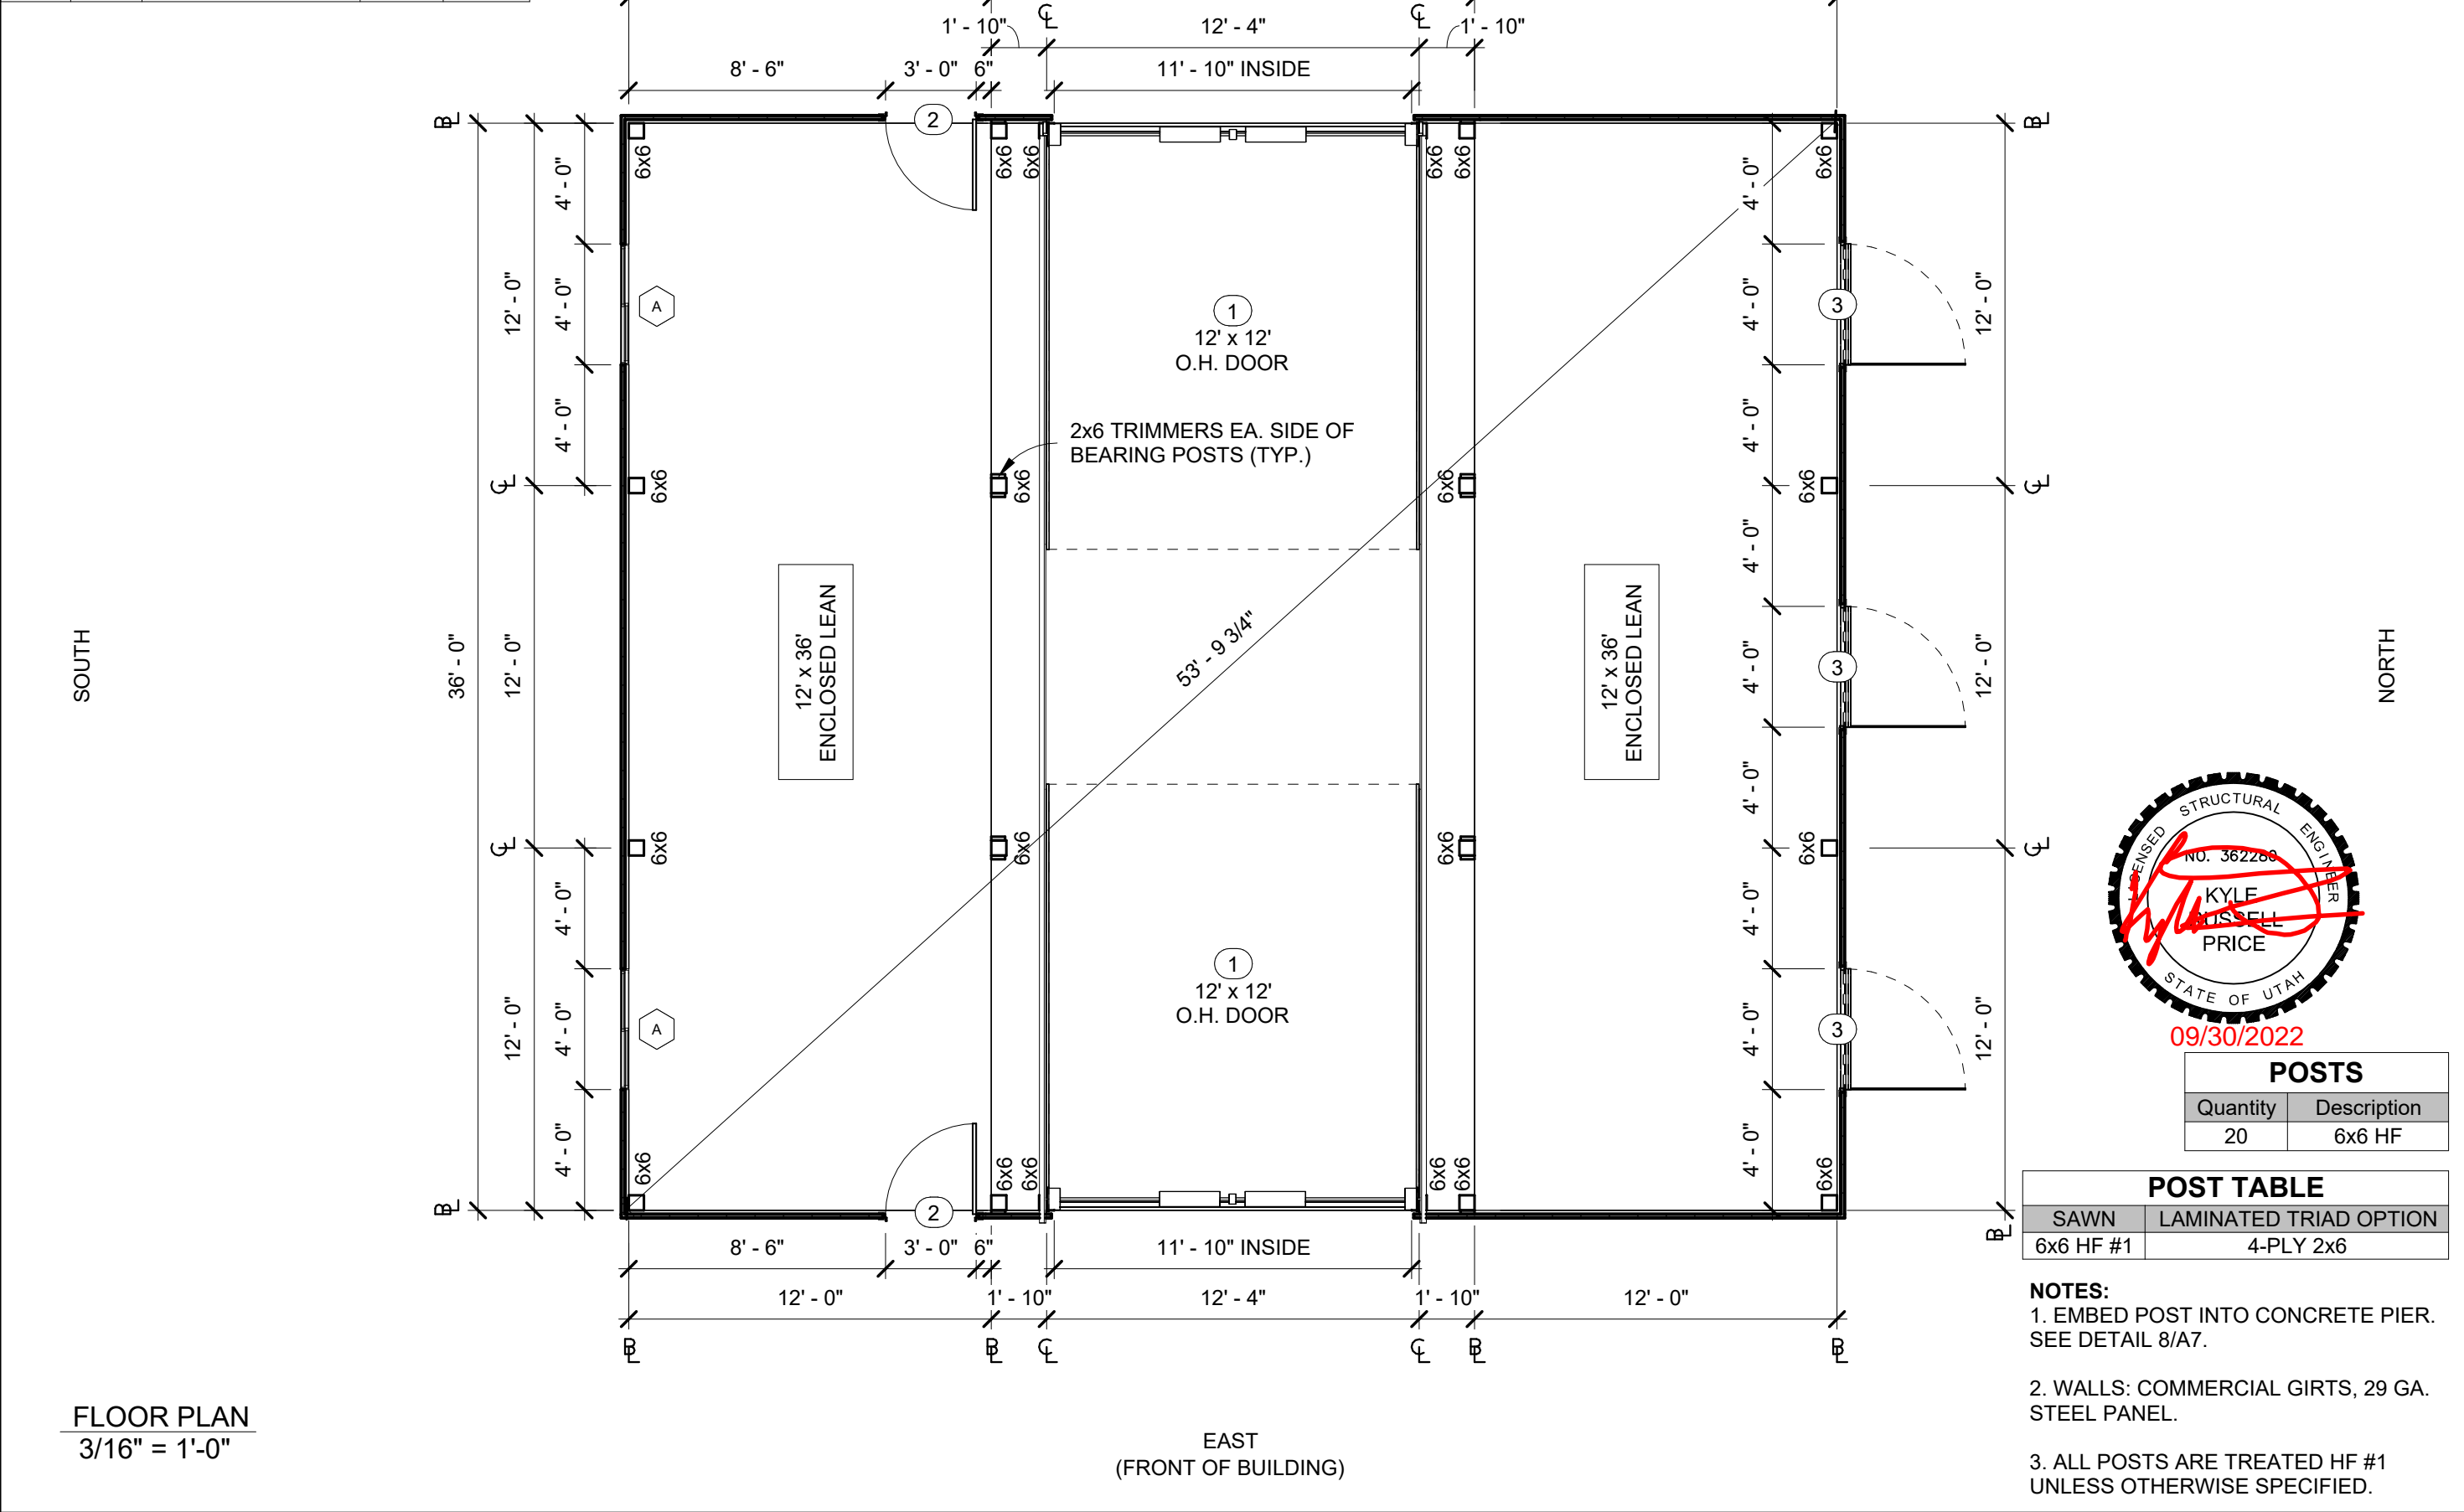 1' - 10"
12' - 4"
1' - 10"
8' - 6"
3' - 0"
6"
11' - 10" INSIDE
2
6x6
6x6
6x6
6x6
6x6
6x6
4' - 0"
4' - 0"
4' - 0"
12' - 0"
A
1
12' x 12'
O.H. DOOR
4' - 0"
4' - 0"
4' - 0"
3
12' - 0"
2x6 TRIMMERS EA. SIDE OF
BEARING POSTS (TYP.)
6x6
6x6
6x6
6x6
SOUTH
36' - 0"
12' - 0"
12' x 36'
ENCLOSED LEAN
53' - 9 3/4"
12' x 36'
ENCLOSED LEAN
4' - 0"
4' - 0"
4' - 0"
3
12' - 0"
NORTH
6x6
6x6
6x6
6x6
4' - 0"
4' - 0"
4' - 0"
12' - 0"
A
1
12' x 12'
O.H. DOOR
4' - 0"
4' - 0"
4' - 0"
3
12' - 0"
6x6
6x6
6x6
6x6
6x6
6x6
2
8' - 6"
3' - 0"
6"
11' - 10" INSIDE
12' - 0"
1' - 10"
12' - 4"
1' - 10"
12' - 0"
LICENSED STRUCTURAL ENGINEER
NO. 362280
KYLE
RUSSELL
PRICE
STATE OF UTAH
09/30/2022
POSTS
Quantity Description
20 6x6 HF
POST TABLE
SAWN LAMINATED TRIAD OPTION
6x6 HF #1 4-PLY 2x6
NOTES:
1. EMBED POST INTO CONCRETE PIER.
SEE DETAIL 8/A7.
2. WALLS: COMMERCIAL GIRTS, 29 GA.
STEEL PANEL.
3. ALL POSTS ARE TREATED HF #1
UNLESS OTHERWISE SPECIFIED.
FLOOR PLAN
3/16" = 1'-0"
EAST
(FRONT OF BUILDING)